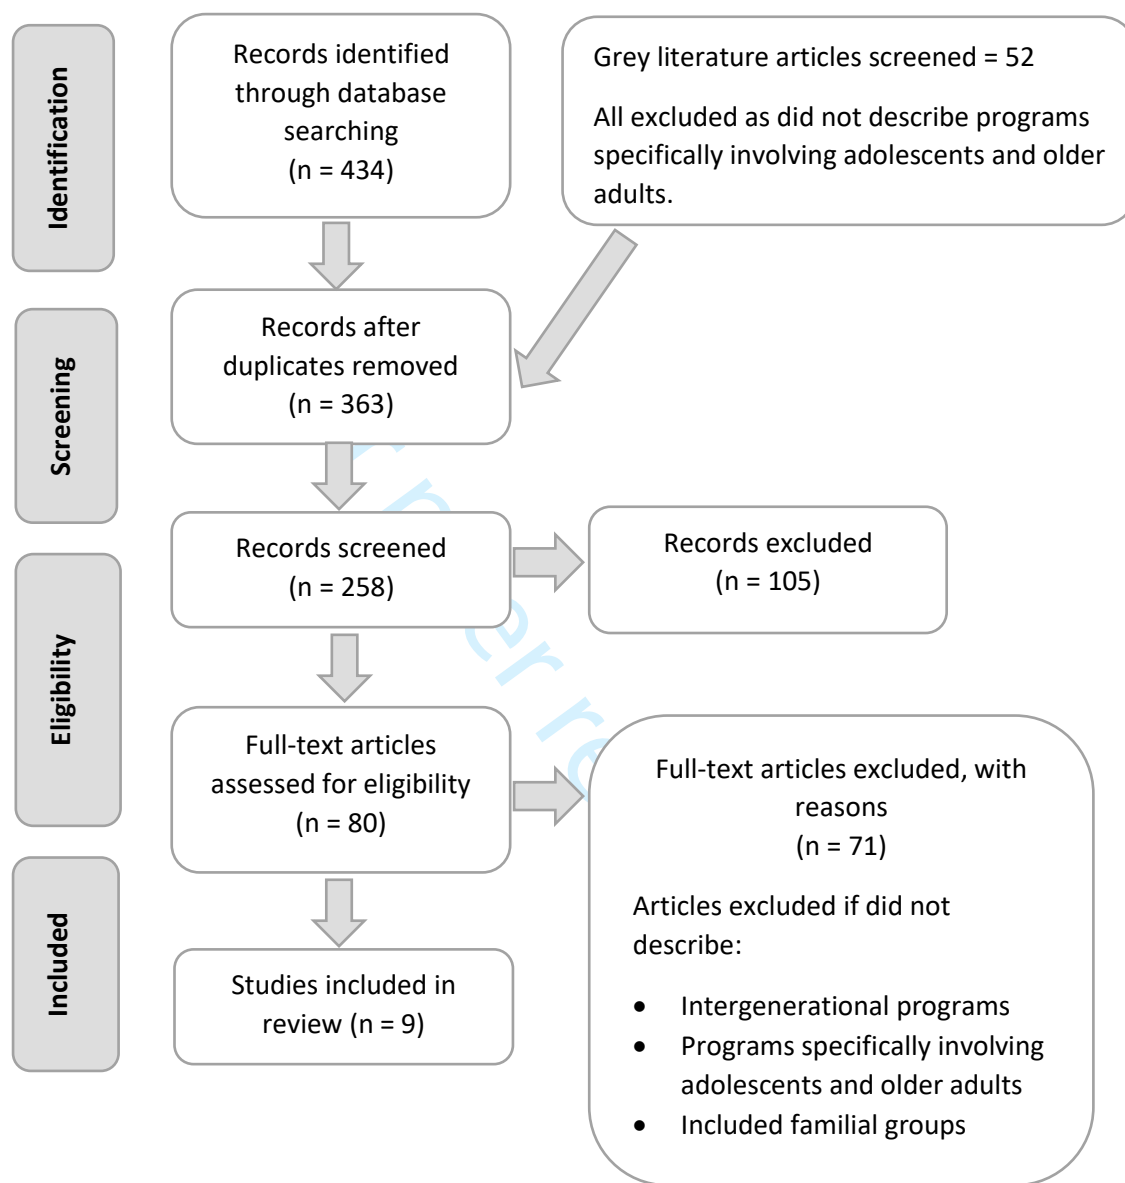 Identification
Records identified
through database
searching
(n = 434)
Grey literature articles screened = 52
All excluded as did not describe programs
specifically involving adolescents and older
adults.
Screening
Records after
duplicates removed
(n = 363)
Records screened
(n = 258)
Records excluded
(n = 105)
Eligibility
Full-text articles
assessed for eligibility
(n = 80)
Full-text articles excluded, with
reasons
(n = 71)
Articles excluded if did not
describe:
• Intergenerational programs
• Programs specifically involving
adolescents and older adults
• Included familial groups
Included
Studies included in
review (n = 9)